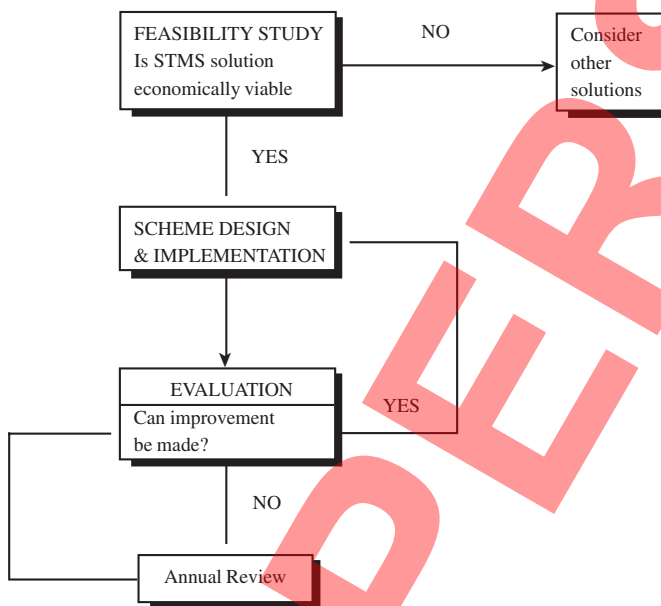 FEASIBILITY STUDY
Is STMS solution
economically viable
NO
Consider
other
solutions
YES
SCHEME DESIGN
& IMPLEMENTATION
EVALUATION
Can improvement
be made?
YES
NO
Annual Review